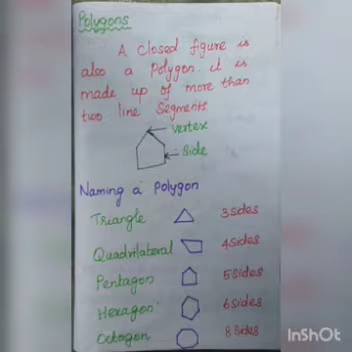 Polygons
A closed figure is
also a Polygon. it is
made up of more than
two line segments
vertex
side
Naming a Polygon
Triangle 3 sides
Quadrilateral 4 sides
Pentagon 5 sides
Hexagon 6 sides
Octagon 8 sides
InShOt